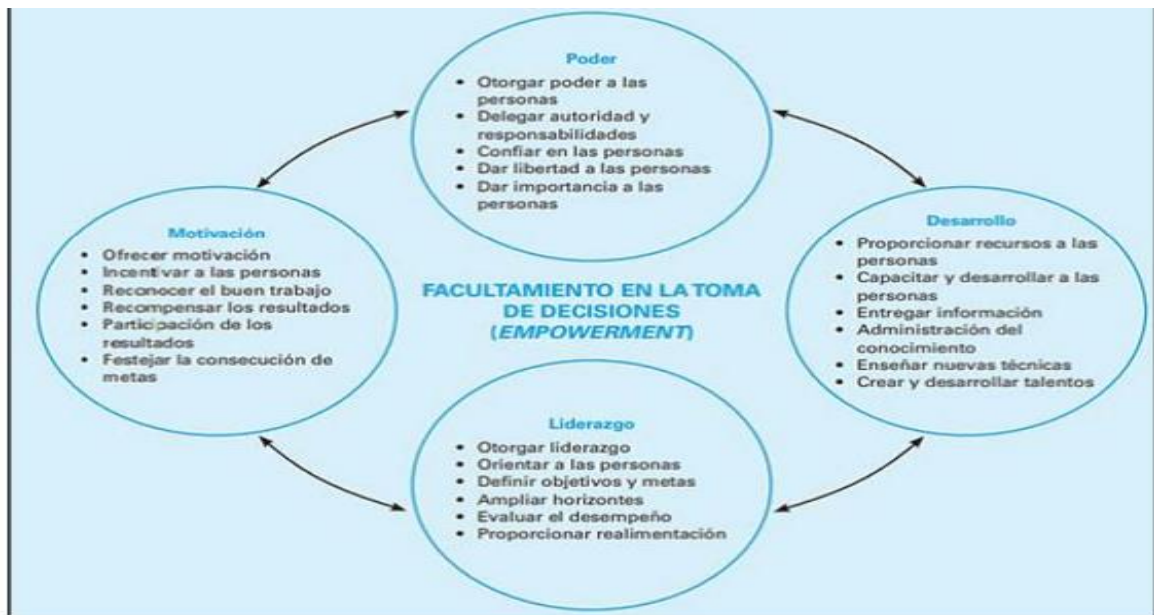 Poder
• Otorgar poder a las
personas
• Delegar autoridad y
responsabilidades
• Confiar en las personas
• Dar libertad a las personas
• Dar importancia a las
personas
Motivación
• Ofrecer motivación
• Incentivar a las personas
• Reconocer el buen trabajo
• Recompensar los resultados
• Participación de los
resultados
• Festejar la consecución de
metas
FACULTAMIENTO EN LA TOMA
DE DECISIONES
(EMPOWERMENT)
Desarrollo
• Proporcionar recursos a las
personas
• Capacitar y desarrollar a las
personas
• Entregar información
• Administración del
conocimiento
• Enseñar nuevas técnicas
• Crear y desarrollar talentos
Liderazgo
• Otorgar liderazgo
• Orientar a las personas
• Definir objetivos y metas
• Ampliar horizontes
• Evaluar el desempeño
• Proporcionar realimentación